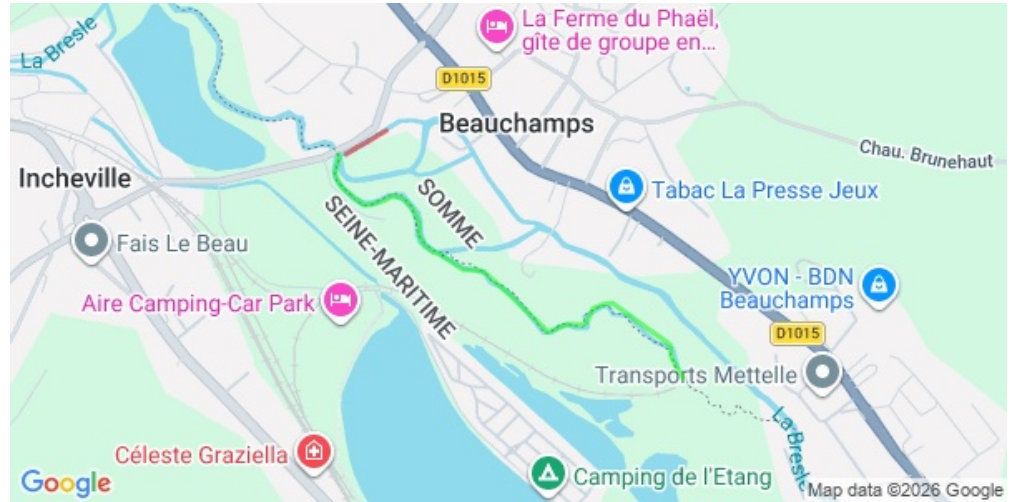 La Ferme du Phaël,
gîte de groupe en...
La Bresle
D1015
Beauchamps
Chau. Brunehaut
Incheville
Tabac La Presse Jeux
SOMME
SEINE-MARITIME
Fais Le Beau
YVON - BDN
Beauchamps
Aire Camping-Car Park
D1015
Transports Mettelle
La Bresle
Céleste Graziella
Camping de l'Etang
Google
Map data ©2026 Google